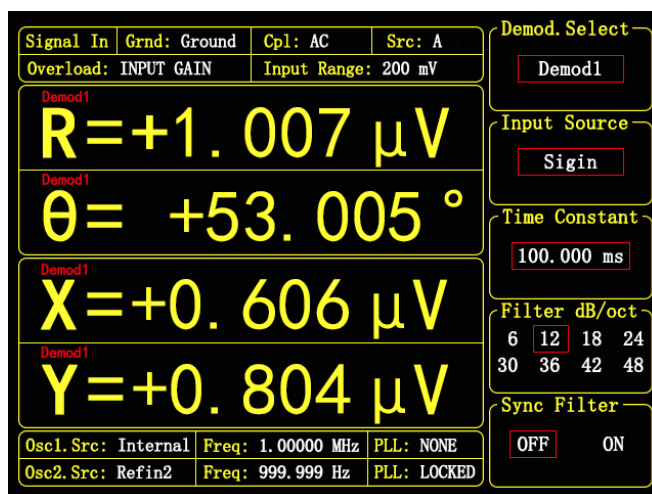 Signal In Grnd: Ground Cpl: AC Src: A
Overload: INPUT GAIN Input Range: 200 mV
Demod1
R=+1.007 μV
Demod1
θ= +53.005 °
Demod1
X=+0.606 μV
Demod1
Y=+0.804 μV
Osc1.Src: Internal Freq: 1.00000 MHz PLL: NONE
Osc2.Src: Refin2 Freq: 999.999 Hz PLL: LOCKED
Demod.Select
Demod1
Input Source
Sigin
Time Constant
100.000 ms
Filter dB/oct
6 12 18 24
30 36 42 48
Sync Filter
OFF ON